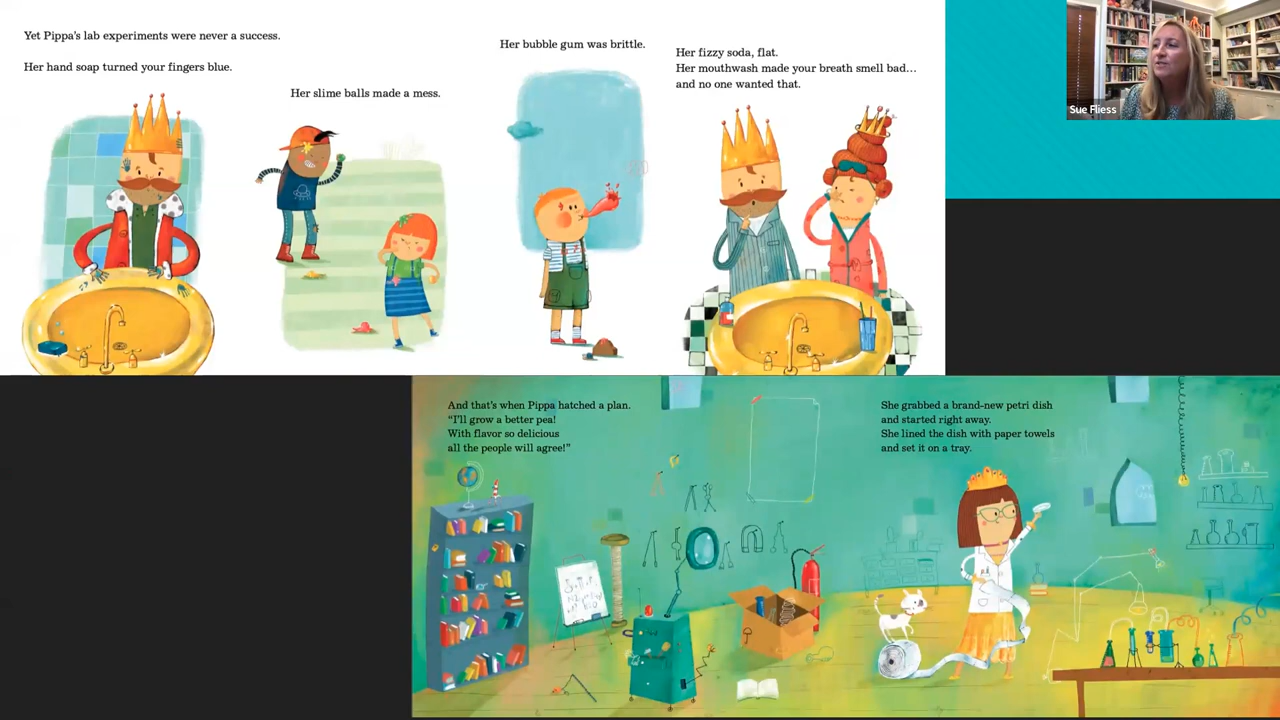 Yet Pippa's lab experiments were never a success.
Her hand soap turned your fingers blue.
Her slime balls made a mess.
Her bubble gum was brittle.
Her fizzy soda, flat.
Her mouthwash made your breath smell bad…
and no one wanted that.
Sue Fliess
And that's when Pippa hatched a plan.
“I'll grow a better pea!
With flavor so delicious
all the people will agree!”
She grabbed a brand-new petri dish
and started right away.
She lined the dish with paper towels
and set it on a tray.